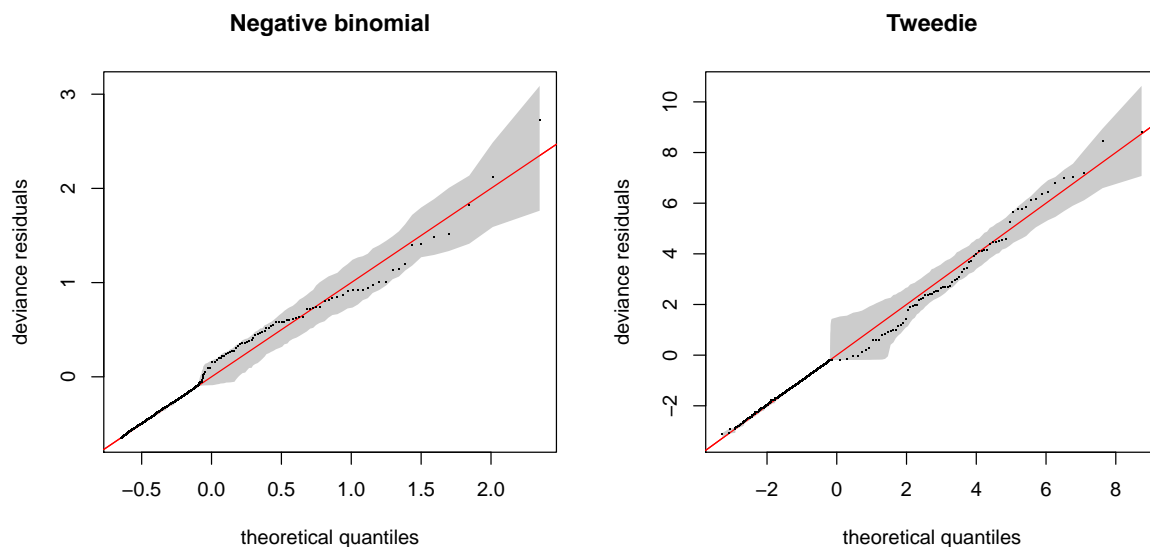 Negative binomial
3
2
1
0
deviance residuals
−0.5 0.0 0.5 1.0 1.5 2.0
theoretical quantiles
Tweedie
10
8
6
4
2
0
−2
deviance residuals
−2 0 2 4 6 8
theoretical quantiles